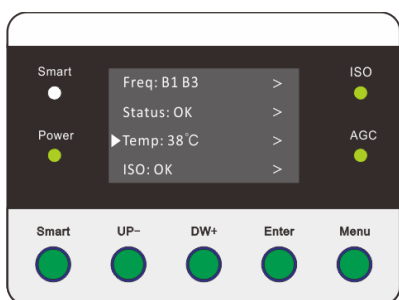 Smart
ISO
Power
AGC
Freq: B1 B3 >
Status: OK >
Temp: 38℃ >
ISO: OK >
Smart UP- DW+ Enter Menu